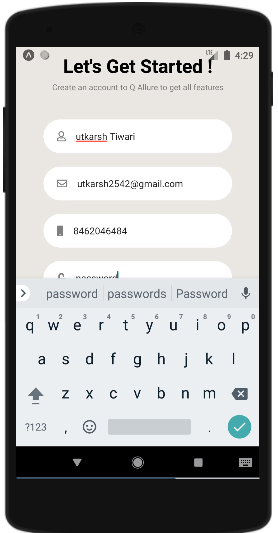 LTE 4:29
Let's Get Started !
Create an account to Q Allure to get all features
utkarsh Tiwari
utkarsh2542@gmail.com
8462046484
password
password passwords Password
1 2 3 4 5 6 7 8 9 0
q w e r t y u i o p
a s d f g h j k l
z x c v b n m
?123 , .